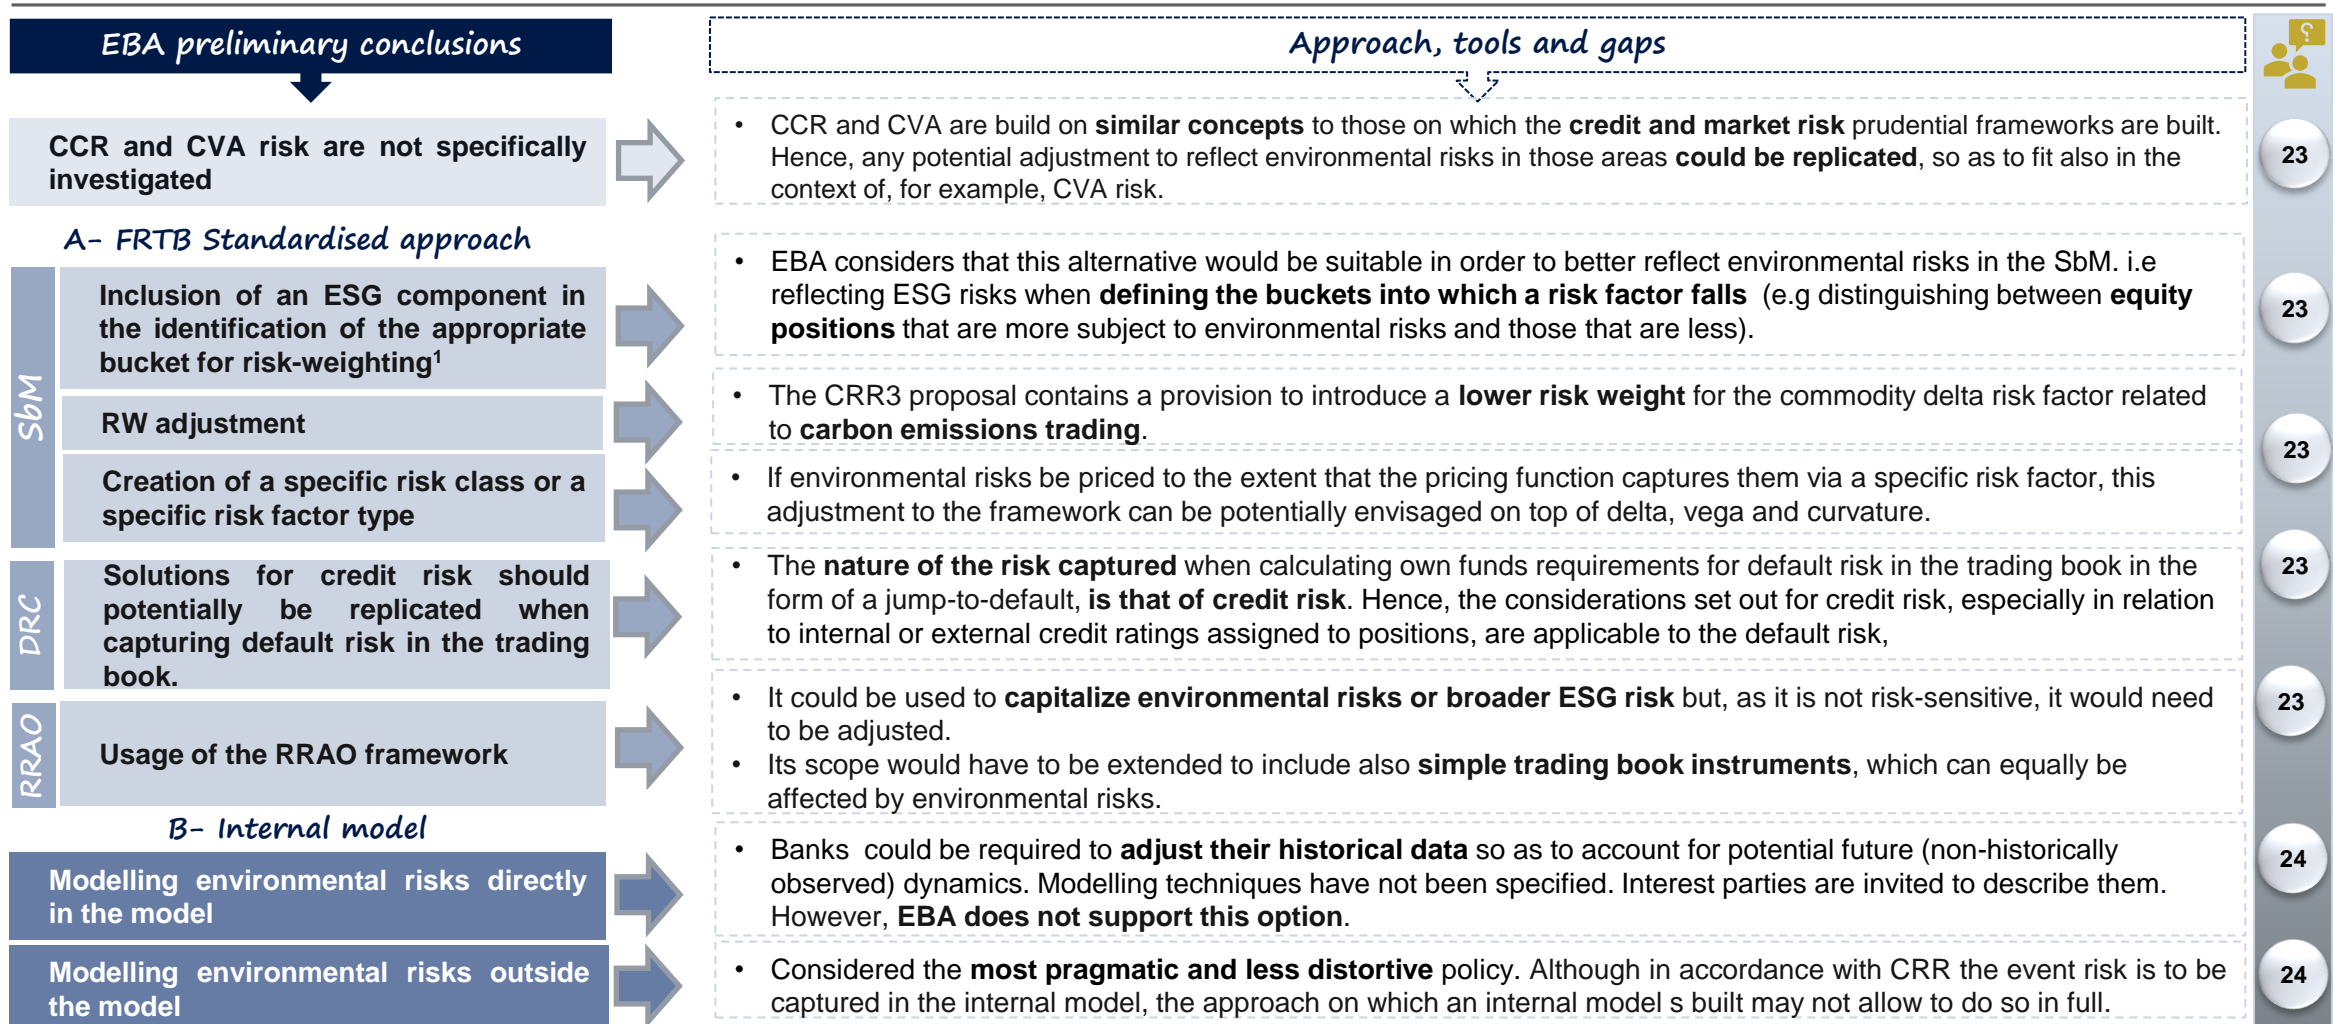 EBA preliminary conclusions
Approach, tools and gaps
CCR and CVA risk are not specifically
investigated
• CCR and CVA are build on similar concepts to those on which the credit and market risk prudential frameworks are built.
Hence, any potential adjustment to reflect environmental risks in those areas could be replicated, so as to fit also in the
context of, for example, CVA risk.
23
A- FRTB Standardised approach
SbM
Inclusion of an ESG component in
the identification of the appropriate
bucket for risk-weighting¹
• EBA considers that this alternative would be suitable in order to better reflect environmental risks in the SbM. i.e
reflecting ESG risks when defining the buckets into which a risk factor falls (e.g distinguishing between equity
positions that are more subject to environmental risks and those that are less).
23
RW adjustment
• The CRR3 proposal contains a provision to introduce a lower risk weight for the commodity delta risk factor related
to carbon emissions trading.
23
Creation of a specific risk class or a
specific risk factor type
• If environmental risks be priced to the extent that the pricing function captures them via a specific risk factor, this
adjustment to the framework can be potentially envisaged on top of delta, vega and curvature.
23
DRC
Solutions for credit risk should
potentially be replicated when
capturing default risk in the trading
book.
• The nature of the risk captured when calculating own funds requirements for default risk in the trading book in the
form of a jump-to-default, is that of credit risk. Hence, the considerations set out for credit risk, especially in relation
to internal or external credit ratings assigned to positions, are applicable to the default risk,
23
RRAO
Usage of the RRAO framework
• It could be used to capitalize environmental risks or broader ESG risk but, as it is not risk-sensitive, it would need
to be adjusted.
• Its scope would have to be extended to include also simple trading book instruments, which can equally be
affected by environmental risks.
B- Internal model
Modelling environmental risks directly
in the model
• Banks could be required to adjust their historical data so as to account for potential future (non-historically
observed) dynamics. Modelling techniques have not been specified. Interest parties are invited to describe them.
However, EBA does not support this option.
24
Modelling environmental risks outside
the model
• Considered the most pragmatic and less distortive policy. Although in accordance with CRR the event risk is to be
captured in the internal model, the approach on which an internal model s built may not allow to do so in full.
24